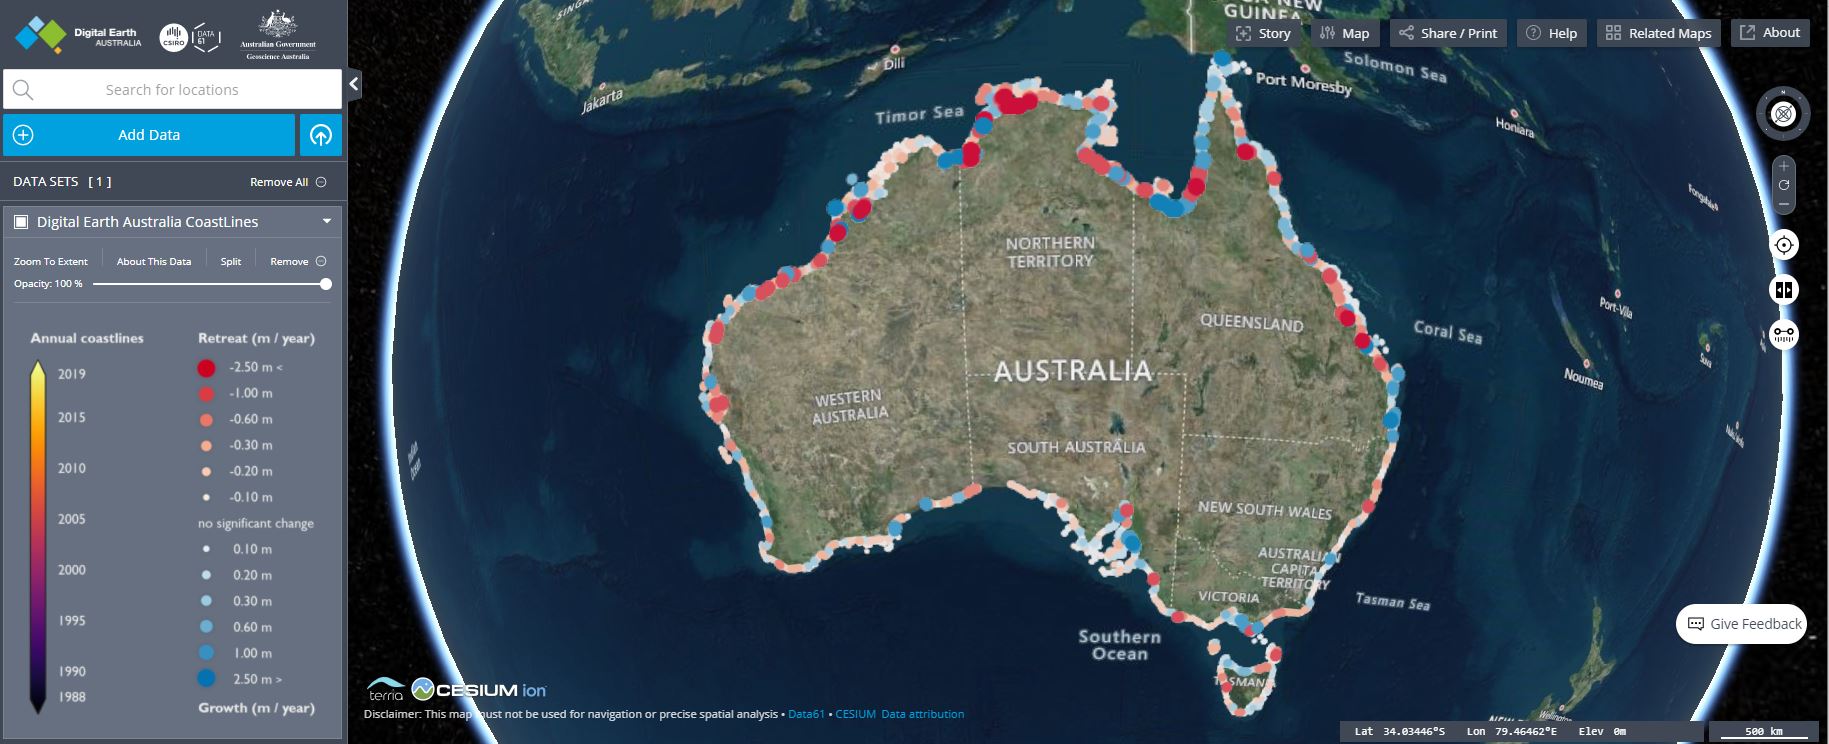 Digital Earth
AUSTRALIA
CSIRO
DATA
61
Australian Government
Geoscience Australia
Search for locations
Add Data
DATA SETS [ 1 ]
Remove All
Digital Earth Australia CoastLines
Zoom To Extent
About This Data
Split
Remove
Opacity: 100 %
Annual coastlines
2019
2015
2010
2005
2000
1995
1990
1988
Retreat (m / year)
-2.50 m <
-1.00 m
-0.60 m
-0.30 m
-0.20 m
-0.10 m
no significant change
0.10 m
0.20 m
0.30 m
0.60 m
1.00 m
2.50 m >
Growth (m / year)
Story
Map
Share / Print
Help
Related Maps
About
GUINEA
Jakarta
Dili
Timor Sea
Port Moresby
Solomon Sea
Honiara
NORTHERN
TERRITORY
QUEENSLAND
Coral Sea
Port-Vila
Suva
Noumea
AUSTRALIA
WESTERN
AUSTRALIA
SOUTH AUSTRALIA
NEW SOUTH WALES
AUSTRALIAN
CAPITAL
TERRITORY
VICTORIA
Tasman Sea
Southern
Ocean
Wellington
Give Feedback
terria
CESIUM ion
Disclaimer: This map must not be used for navigation or precise spatial analysis • Data61 • CESIUM Data attribution
Lat 34.03446°S Lon 79.46462°E Elev 0m
500 km